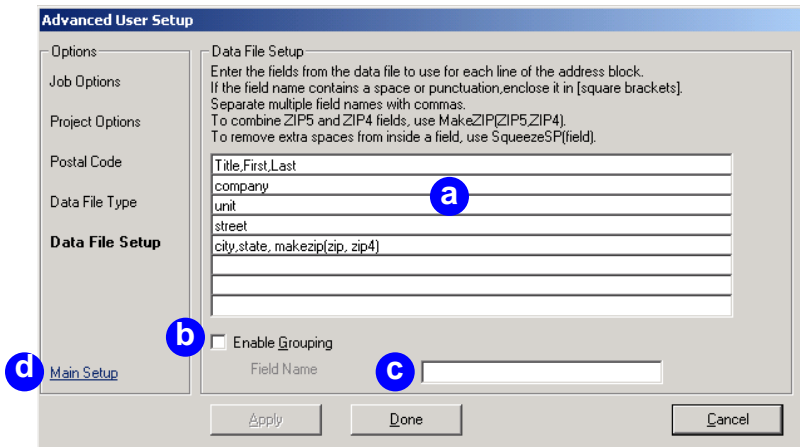 Advanced User Setup
Options
Job Options
Project Options
Postal Code
Data File Type
Data File Setup
d
Main Setup
Data File Setup
Enter the fields from the data file to use for each line of the address block.
If the field name contains a space or punctuation,enclose it in [square brackets].
Separate multiple field names with commas.
To combine ZIP5 and ZIP4 fields, use MakeZIP(ZIP5,ZIP4).
To remove extra spaces from inside a field, use SqueezeSP(field).
Title,First,Last
company
a
unit
street
city,state, makezip(zip, zip4)
b
Enable Grouping
Field Name
c
Apply
Done
Cancel